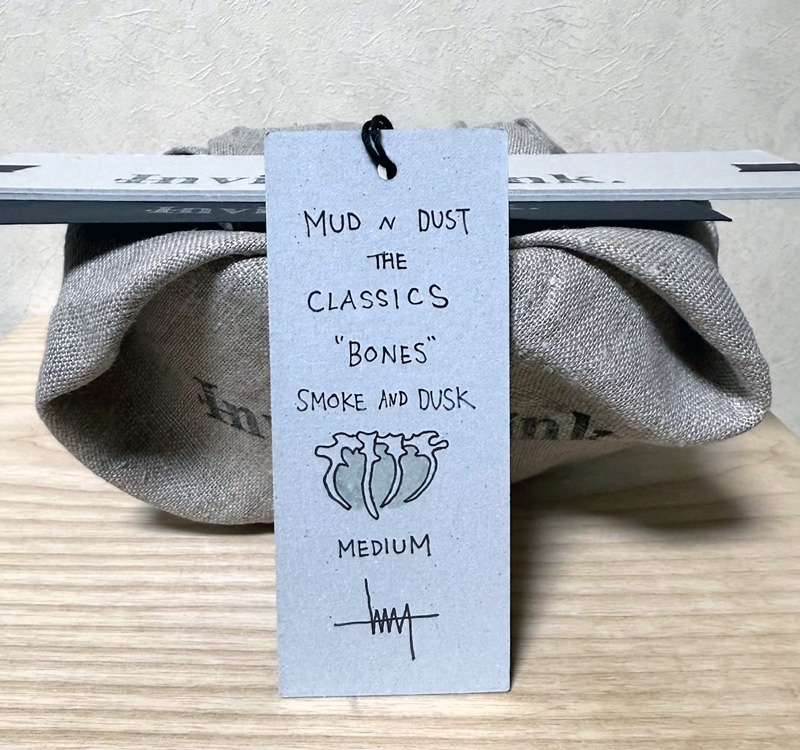 MUD N DUST
THE
CLASSICS
"BONES"
SMOKE AND DUSK
MEDIUM